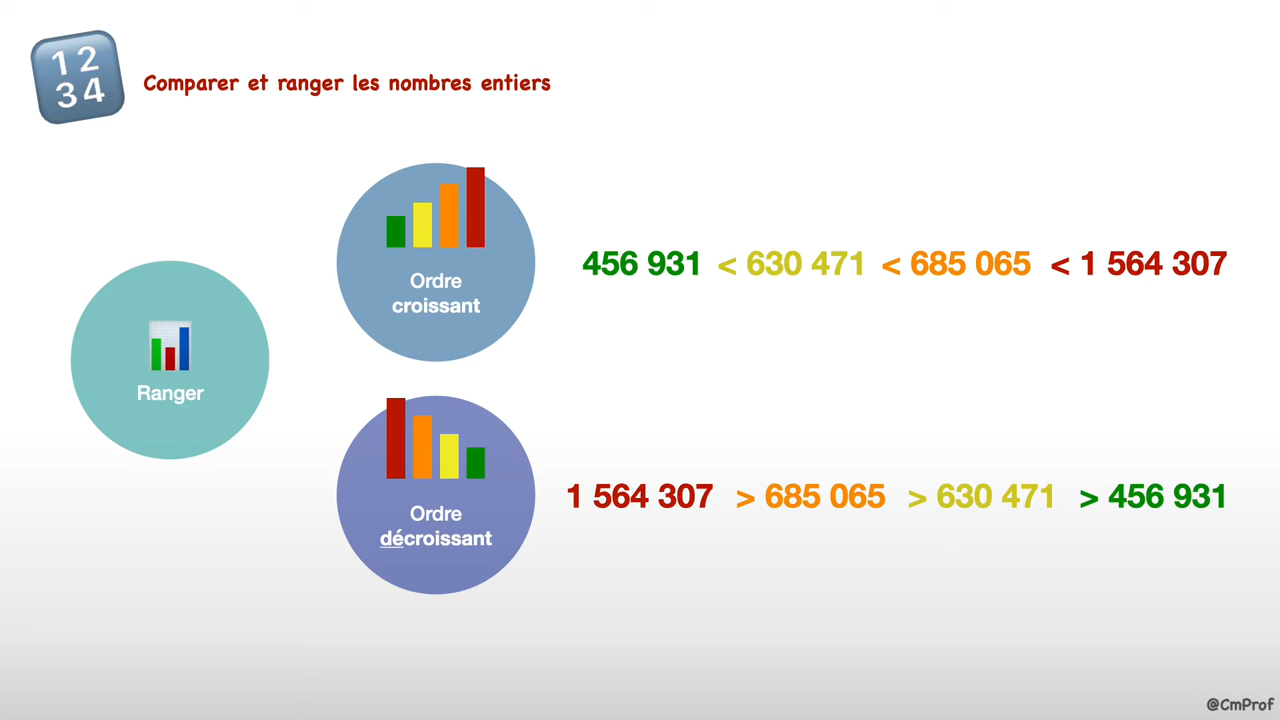 1 2
3 4
Comparer et ranger les nombres entiers
Ranger
Ordre
croissant
456 931 < 630 471 < 685 065 < 1 564 307
Ordre
décroissant
1 564 307 > 685 065 > 630 471 > 456 931
@CmProf